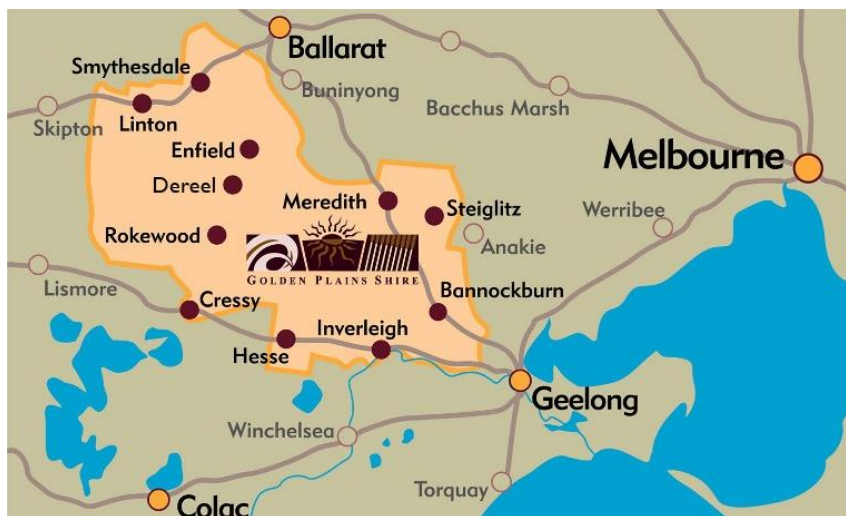 Ballarat
Smythesdale
Buninyong
Skipton
Linton
Bacchus Marsh
Enfield
Melbourne
Dereel
Meredith
Steiglitz
Werribee
Rokewood
Anakie
GOLDEN PLAINS SHIRE
Lismore
Cressy
Bannockburn
Inverleigh
Hesse
Geelong
Winchelsea
Torquay
Colac